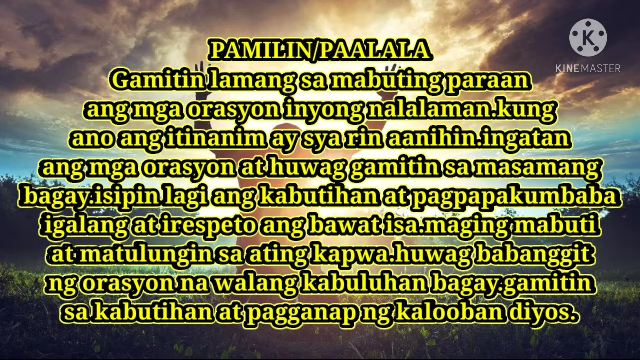 PAMILIN/PAALALA
Gamitin lamang sa mabuting paraan
ang mga orasyon inyong nalalaman.kung
ano ang itinanim ay sya rin aanihin.ingatan
ang mga orasyon at huwag gamitin sa masamang
bagay.isipin lagi ang kabutihan at pagpapakumbaba
igalang at irespeto ang bawat isa.maging mabuti
at matulungin sa ating kapwa.huwag babanggit
ng orasyon na walang kabuluhan bagay.gamitin
sa kabutihan at pagganap ng kalooban diyos.
K
KINEMASTER